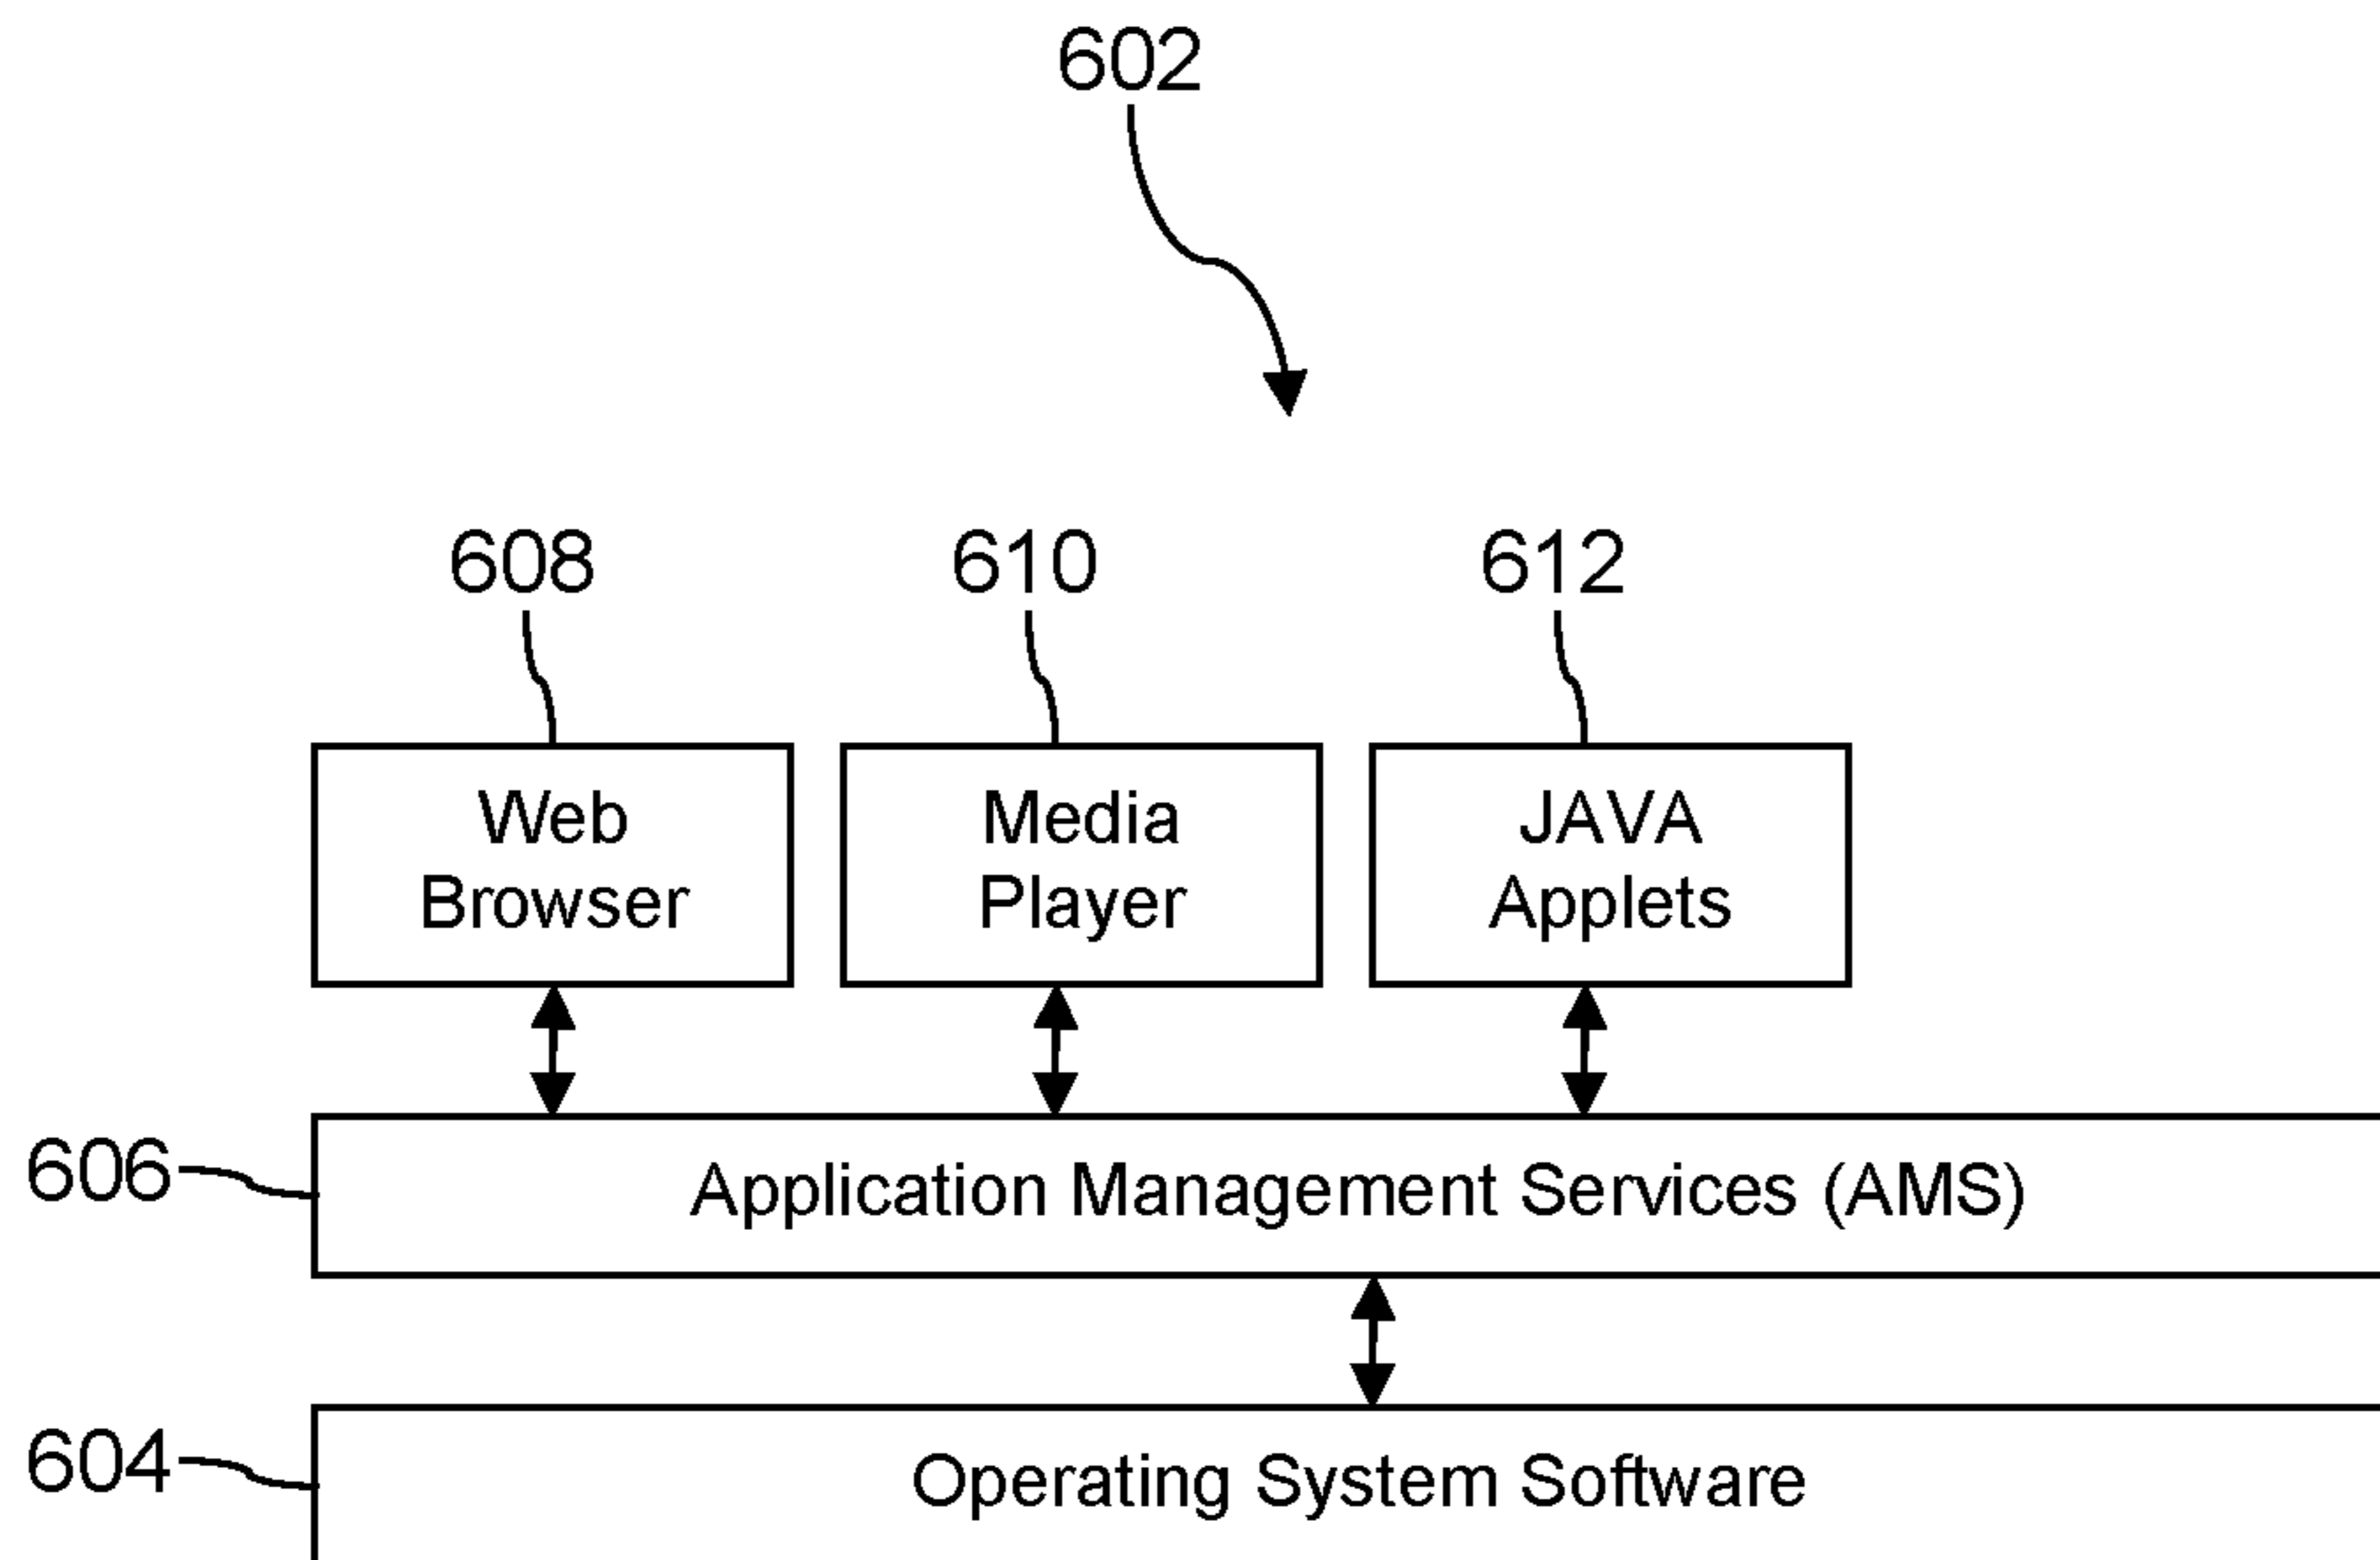 602
608
610
612
Web
Browser
Media
Player
JAVA
Applets
606
Application Management Services (AMS)
604
Operating System Software